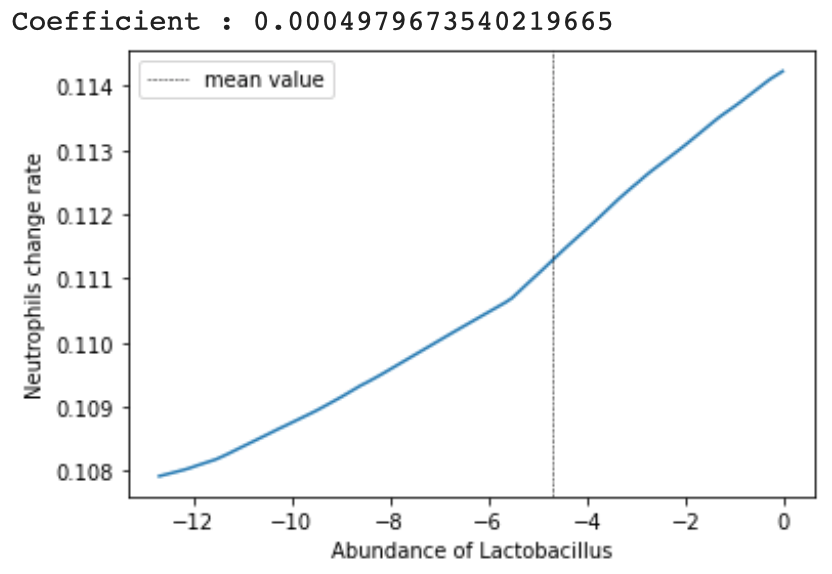 Coefficient : 0.0004979673540219665
mean value
0.114
0.113
0.112
0.111
0.110
0.109
0.108
Neutrophils change rate
−12 −10 −8 −6 −4 −2 0
Abundance of Lactobacillus